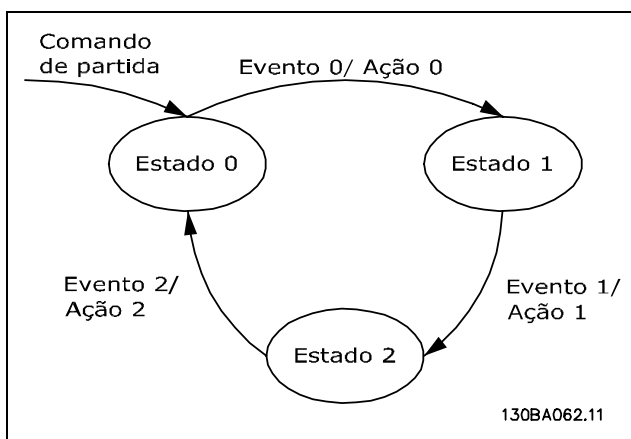 Comando
de partida
Evento 0/ Ação 0
Estado 0
Estado 1
Evento 2/
Ação 2
Evento 1/
Ação 1
Estado 2
130BA062.11